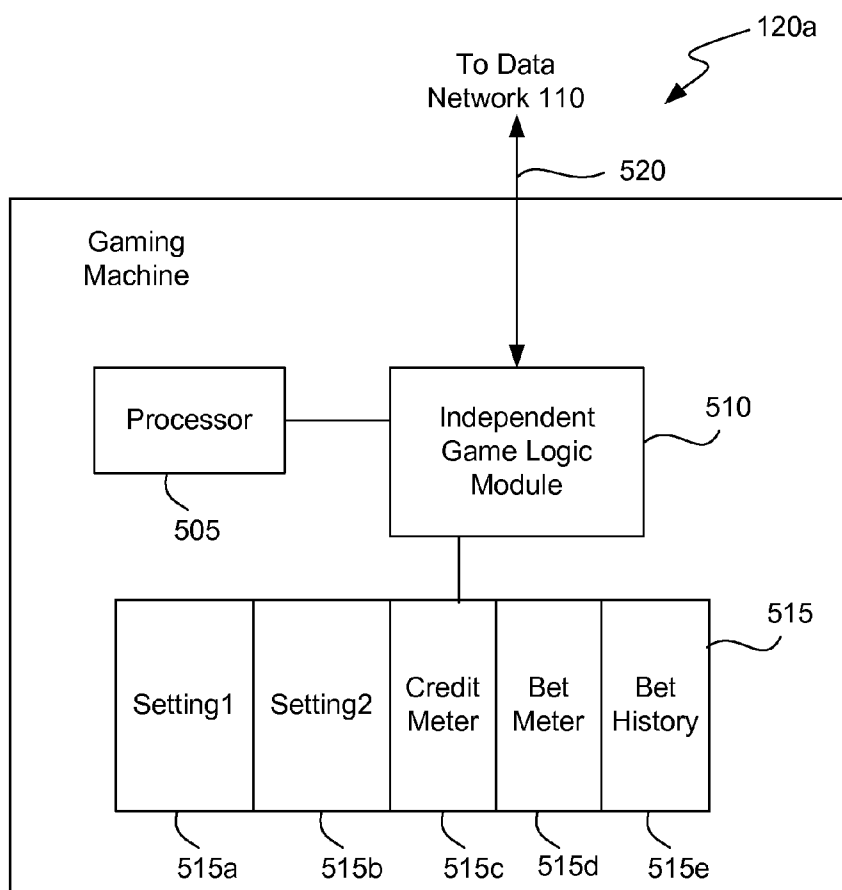 120a
To Data
Network 110
520
Gaming
Machine
Processor
Independent
Game Logic
Module
510
505
515
Setting1
Setting2
Credit
Meter
Bet
Meter
Bet
History
515a
515b
515c
515d
515e